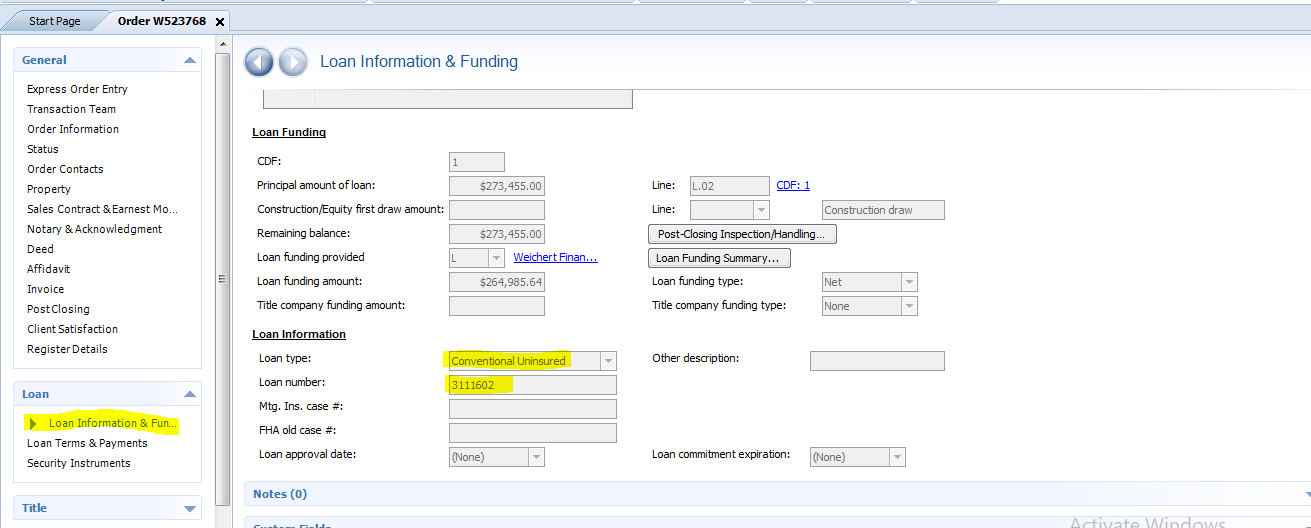 Start Page
Order W523768
General
Express Order Entry
Transaction Team
Order Information
Status
Order Contacts
Property
Sales Contract & Earnest Mo...
Notary & Acknowledgment
Deed
Affidavit
Invoice
Post Closing
Client Satisfaction
Register Details
Loan
Loan Information & Fun...
Loan Terms & Payments
Security Instruments
Title
Loan Information & Funding
Loan Funding
CDF: 1
Principal amount of loan: $273,455.00 Line: L.02 CDF: 1
Construction/Equity first draw amount: Line: Construction draw
Remaining balance: $273,455.00 Post-Closing Inspection/Handling...
Loan funding provided L Weichert Finan... Loan Funding Summary...
Loan funding amount: $264,985.64 Loan funding type: Net
Title company funding amount: Title company funding type: None
Loan Information
Loan type: Conventional Uninsured Other description:
Loan number: 3111602
Mtg. Ins. case #:
FHA old case #:
Loan approval date: (None) Loan commitment expiration: (None)
Notes (0)
Custom Fields
Activate Windows